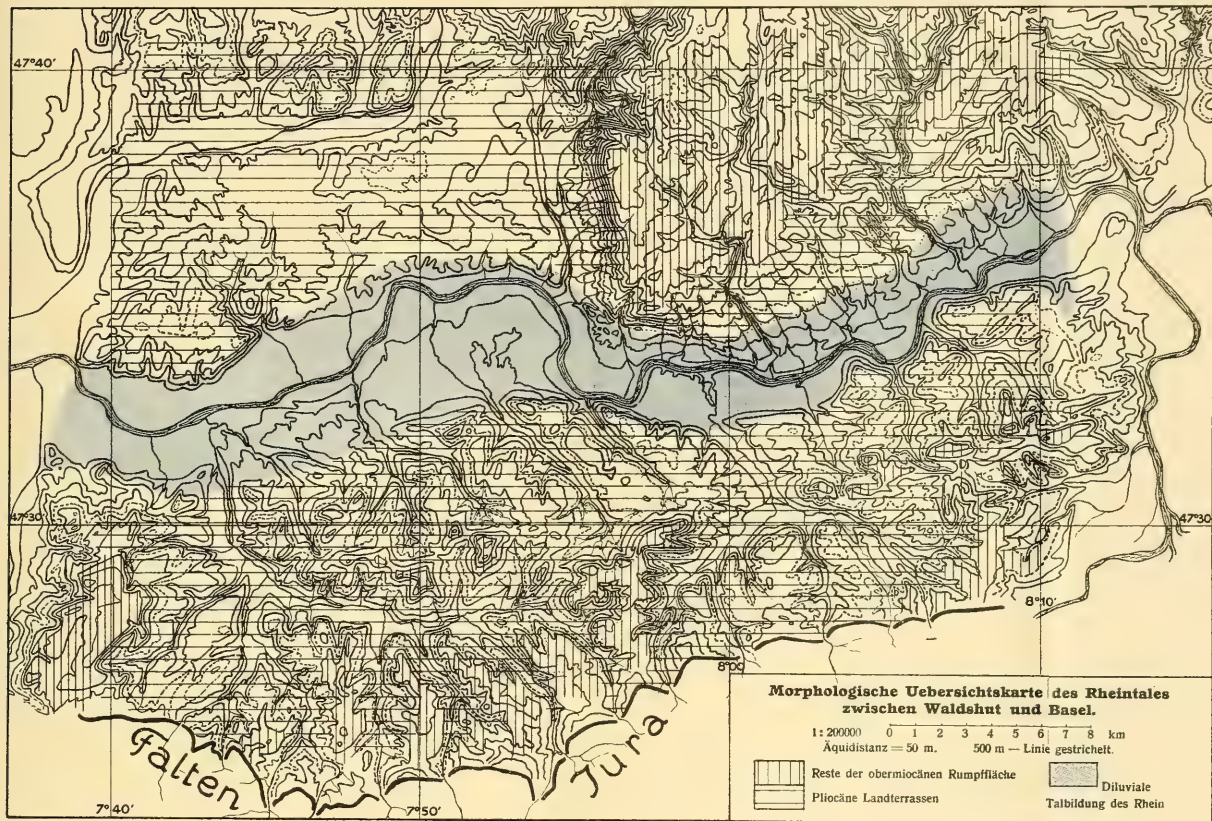 47°40'
47°30'
47°30'
8°10'
8°00
Falten
Jura
7°40'
7°50'
Morphologische Uebersichtskarte des Rheintales
zwischen Waldshut und Basel.
1:200000 0 1 2 3 4 5 6 7 8 km
Äquidistanz = 50 m. 500 m — Linie gestrichelt.
Reste der obermiocänen Rumpffläche
Pliocäne Landterrassen
Diluviale
Talbildung des Rhein